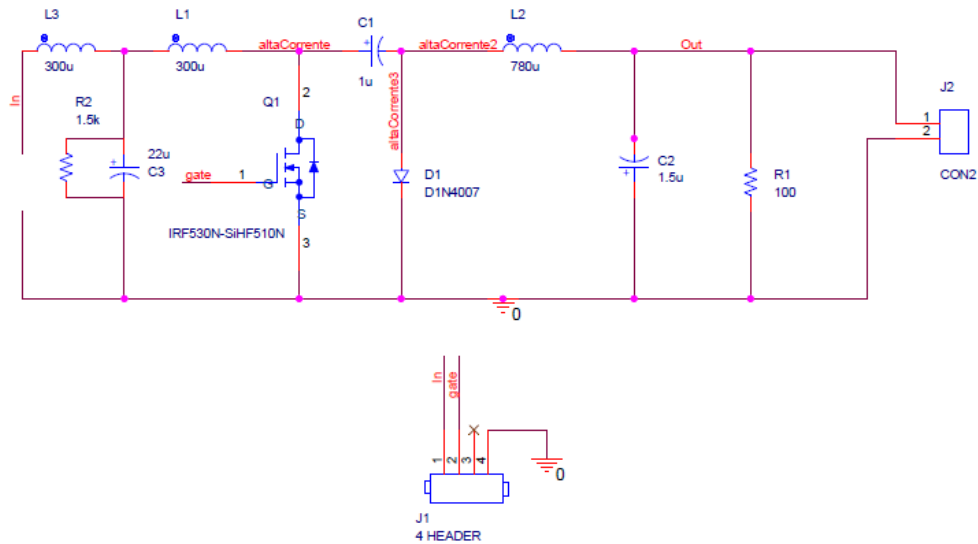 L3
300u
L1
300u
altaCorrente
C1
1u
altaCorrente2
L2
780u
Out
J2
1
2
CON2
In
R2
1.5k
22u
C3
gate
Q1
2
D
1
G
S
3
IRF530N-SiHF510N
altaCorrente3
D1
D1N4007
C2
1.5u
R1
100
0
In
gate
1
2
3
4
0
J1
4 HEADER